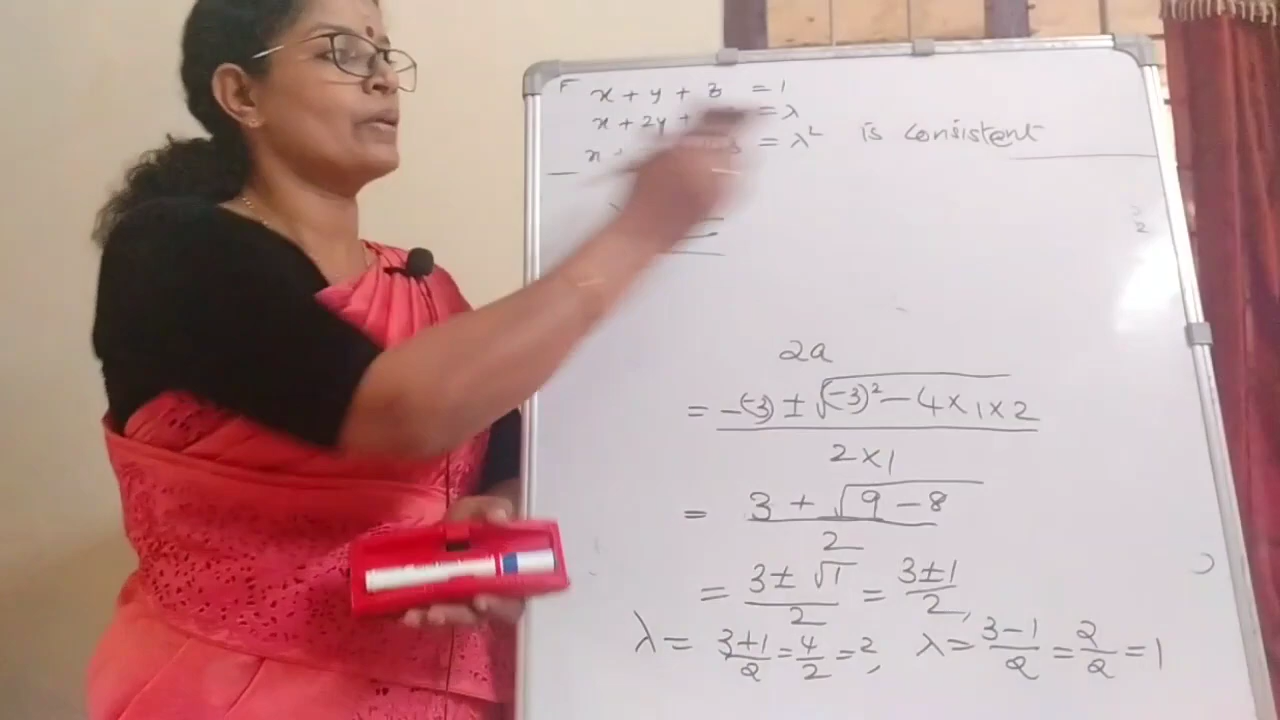 x + y + z = 1
x + 2y + = λ
x = λ² is consistent
2a
= -(-3) ± √(-3)² - 4×1×2
2×1
= 3 + √9 - 8
2
= 3 ± √1 / 2 = 3±1 / 2,
λ = 3+1/2 = 4/2 = 2, λ = 3-1/2 = 2/2 = 1